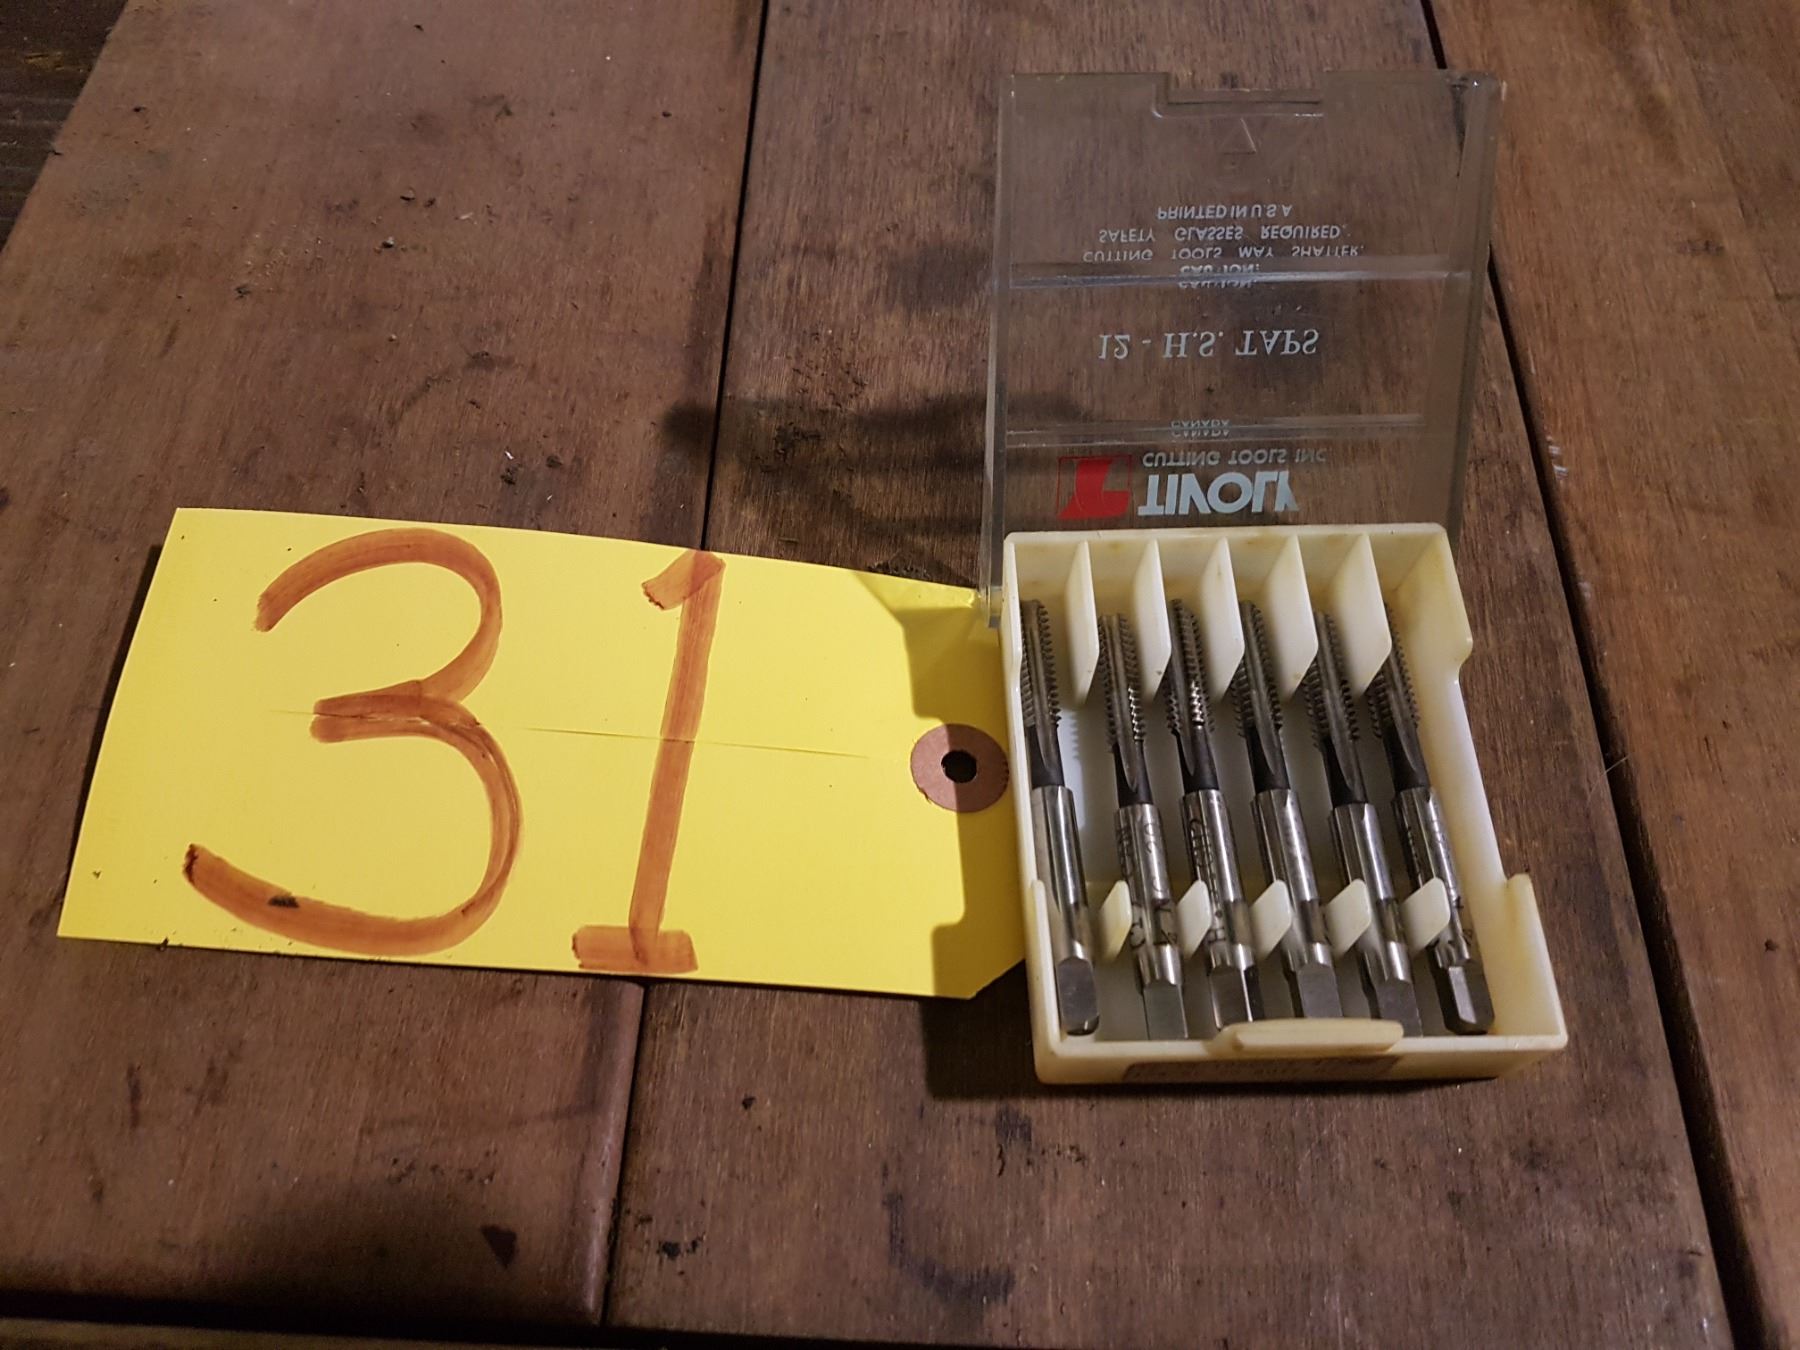 31
PRINTED IN U.S.A
SAFETY GLASSES REQUIRED.
CUTTING TOOLS MAY SHATTER.
CAUTION:
12 - H.S. TAPS
CANADA
CUTTING TOOLS INC.
TIVOLY